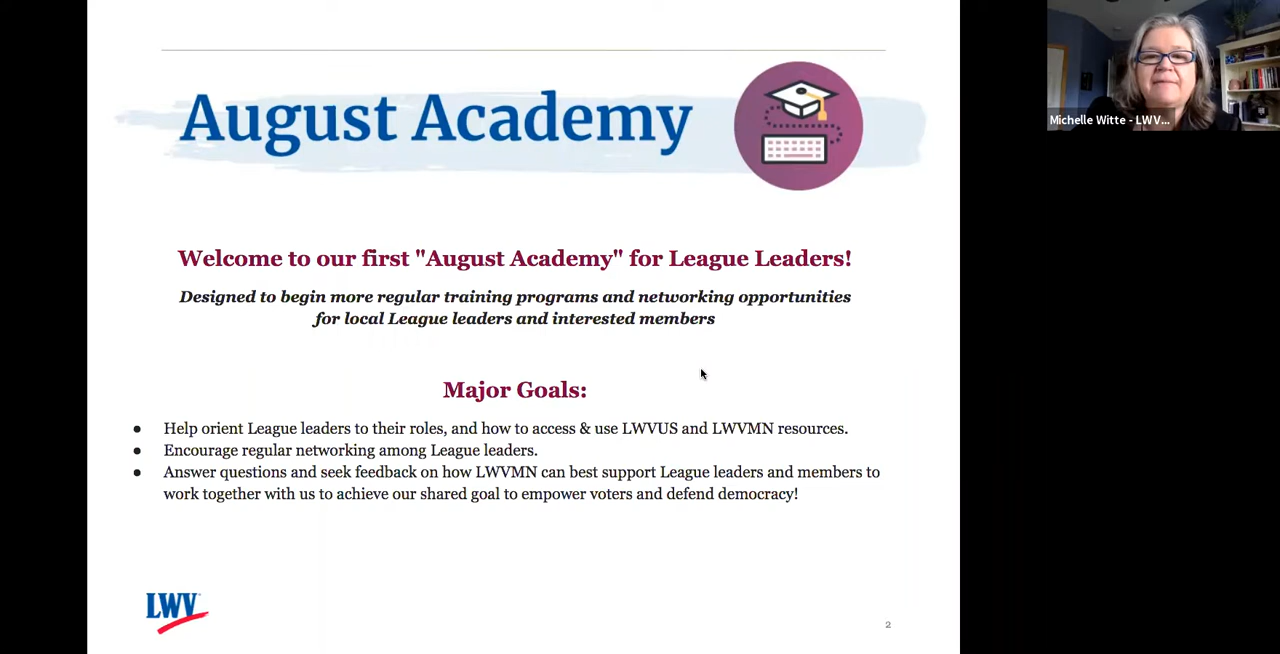 August Academy
Michelle Witte - LWV...
Welcome to our first "August Academy" for League Leaders!
Designed to begin more regular training programs and networking opportunities
for local League leaders and interested members
Major Goals:
● Help orient League leaders to their roles, and how to access & use LWVUS and LWVMN resources.
● Encourage regular networking among League leaders.
● Answer questions and seek feedback on how LWVMN can best support League leaders and members to
work together with us to achieve our shared goal to empower voters and defend democracy!
LWV
2